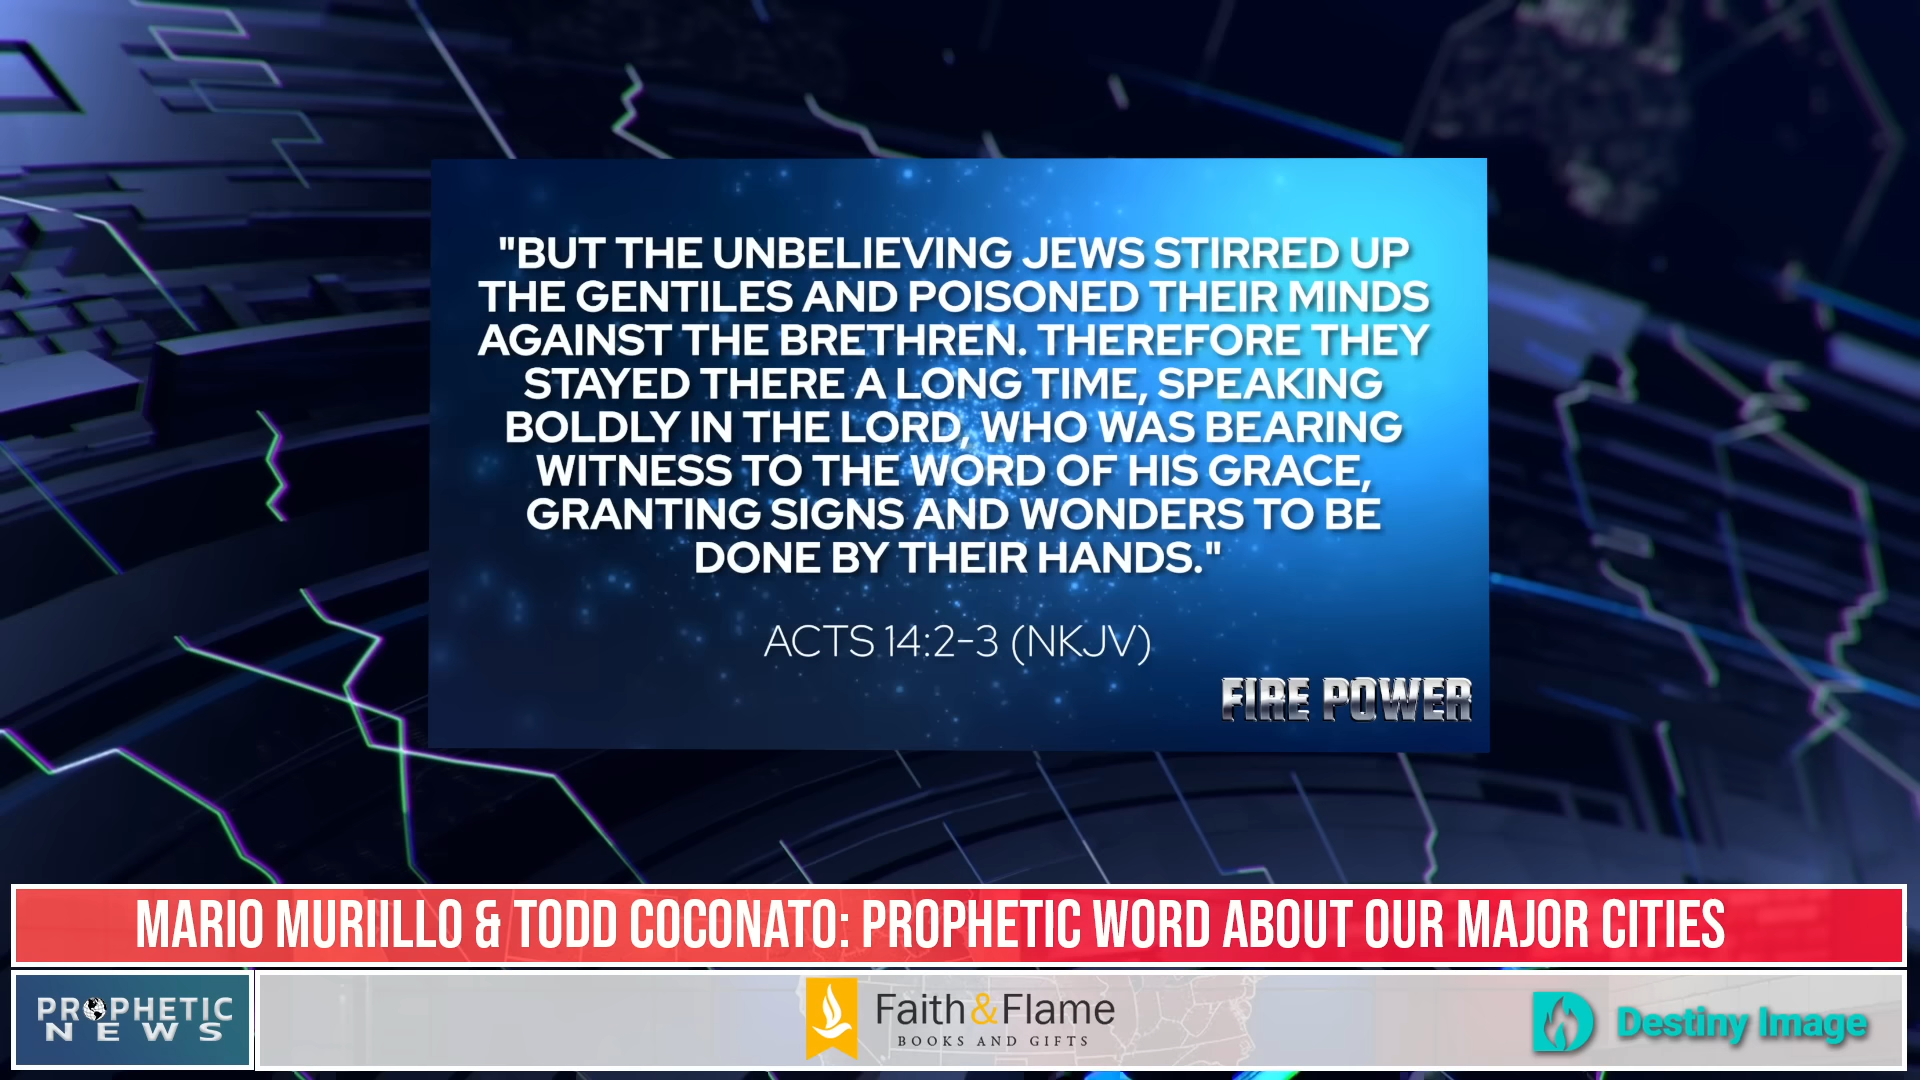 "BUT THE UNBELIEVING JEWS STIRRED UP
THE GENTILES AND POISONED THEIR MINDS
AGAINST THE BRETHREN. THEREFORE THEY
STAYED THERE A LONG TIME, SPEAKING
BOLDLY IN THE LORD, WHO WAS BEARING
WITNESS TO THE WORD OF HIS GRACE,
GRANTING SIGNS AND WONDERS TO BE
DONE BY THEIR HANDS."
ACTS 14:2-3 (NKJV)
FIRE POWER
MARIO MURIILLO & TODD COCONATO: PROPHETIC WORD ABOUT OUR MAJOR CITIES
PROPHETIC
NEWS
Faith&Flame
BOOKS AND GIFTS
Destiny Image